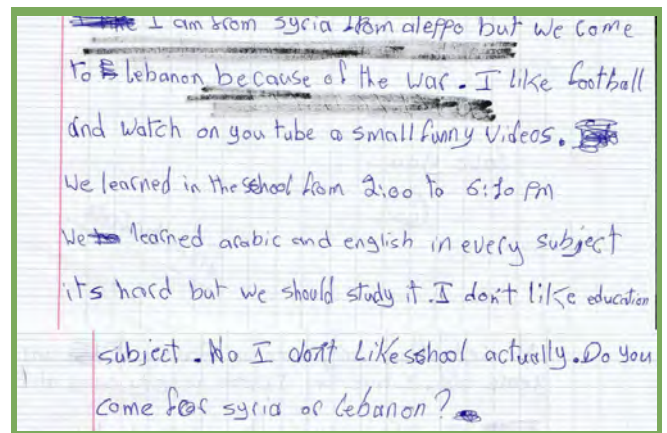 I am from syria from aleppo but we come
to lebanon because of the war. I like football
and watch on you tube a small funny videos.
We learned in the school from 2:00 to 6:10 pm
We learned arabic and english in every subject
its hard but we should study it. I don't like education
subject. No I don't Like school actually. Do you
come for syria or lebanon?